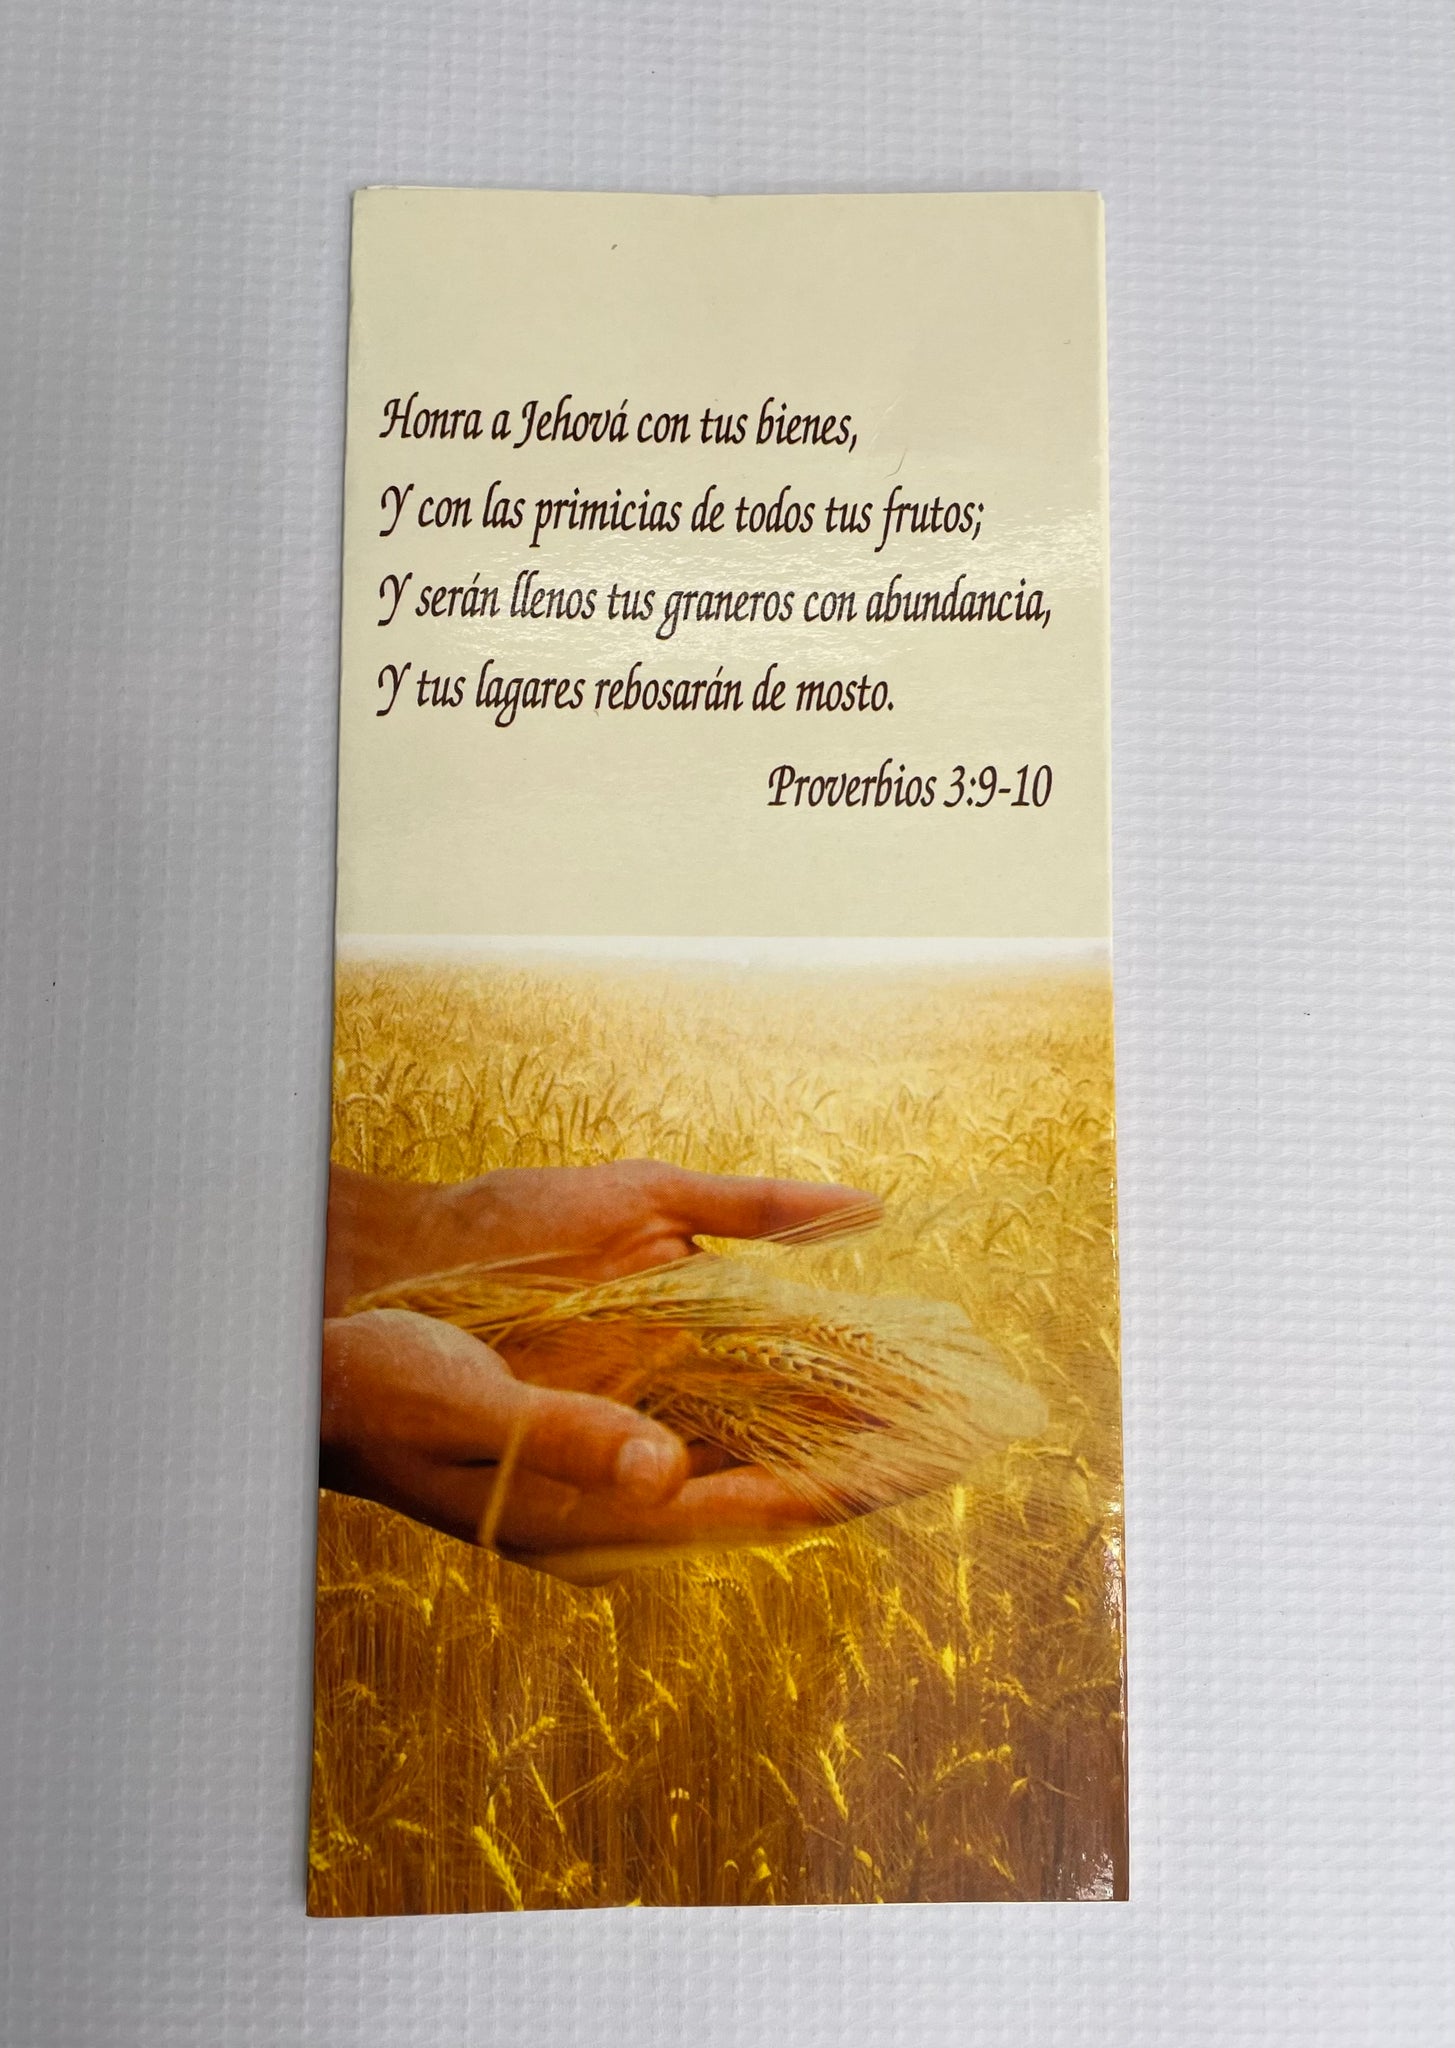 Honra a Jehová con tus bienes,
Y con las primicias de todos tus frutos;
Y serán llenos tus graneros con abundancia,
Y tus lagares rebosarán de mosto.
Proverbios 3:9-10